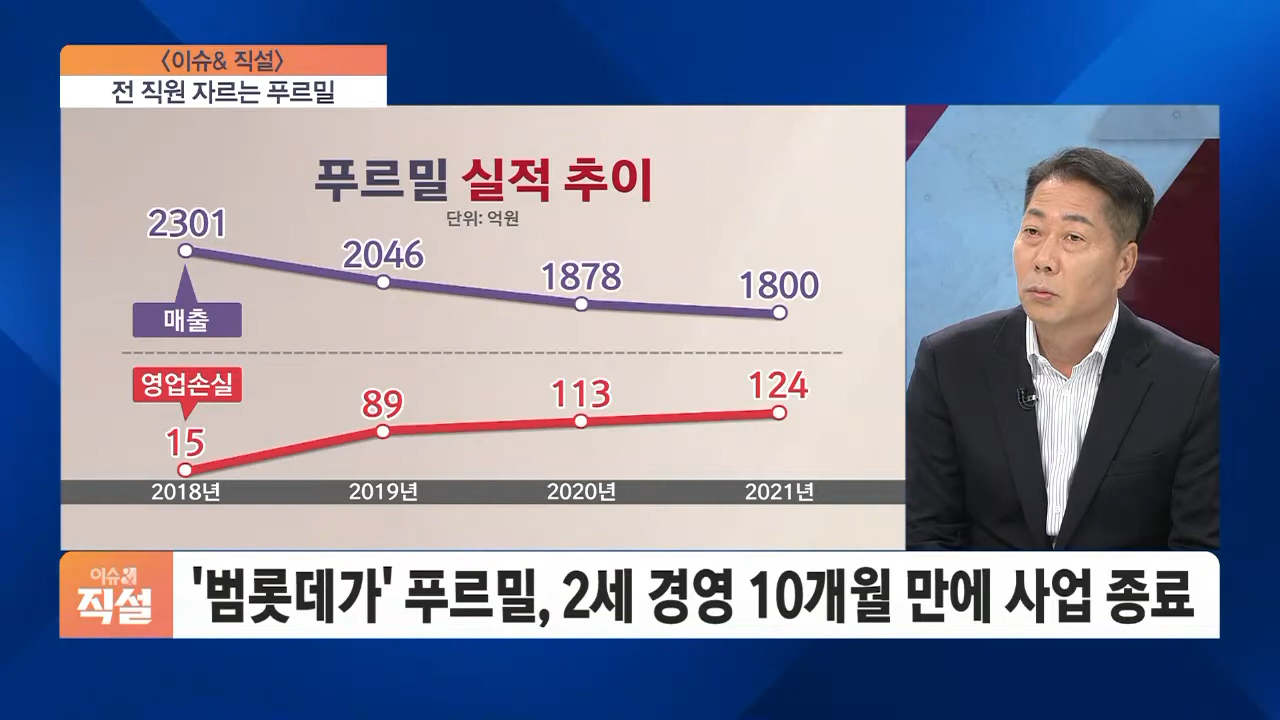 〈이슈& 직설〉
전 직원 자르는 푸르밀
푸르밀 실적 추이
단위: 억원
2301
2046
1878
1800
매출
영업손실
15
89
113
124
2018년
2019년
2020년
2021년
이슈&
직설
'범롯데가' 푸르밀, 2세 경영 10개월 만에 사업 종료